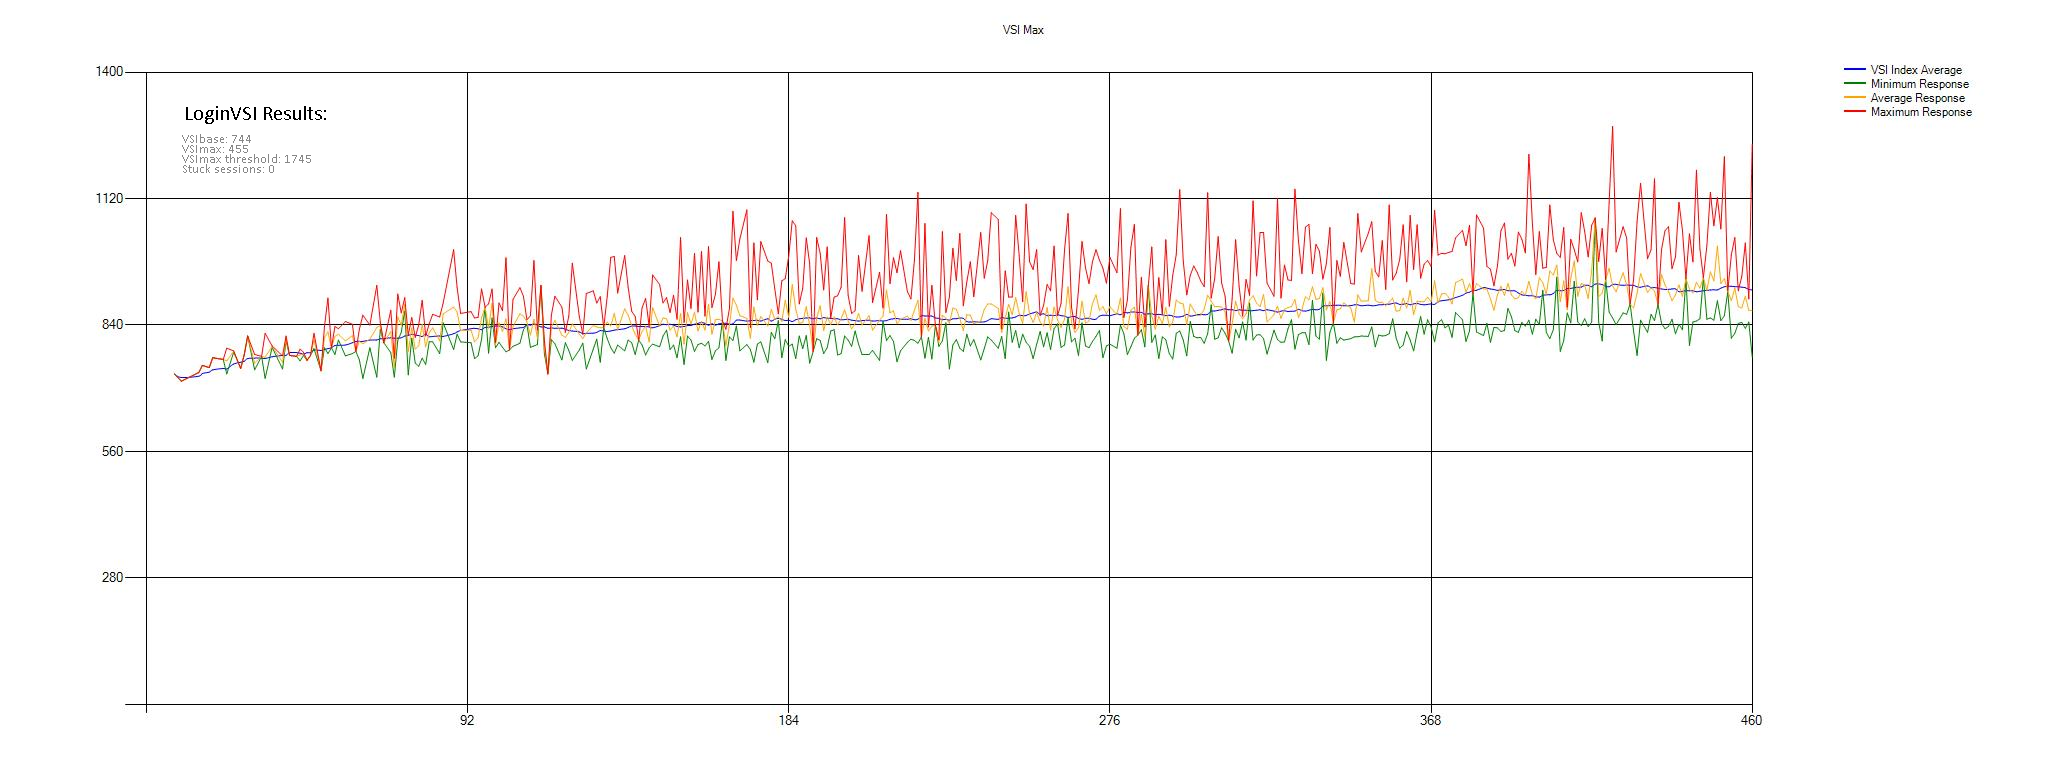 VSI Max
1400
1120
840
560
280
92
184
276
368
460
LoginVSI Results:
VSIbase: 744
VSImax: 455
VSImax threshold: 1745
Stuck sessions: 0
VSI Index Average
Minimum Response
Average Response
Maximum Response